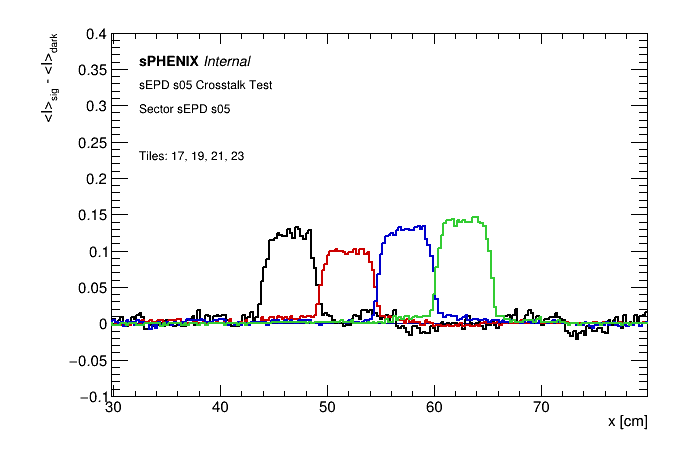 <I>sig - <I>dark
0.4
0.35
0.3
0.25
0.2
0.15
0.1
0.05
0
−0.05
−0.1
sPHENIX Internal
sEPD s05 Crosstalk Test
Sector sEPD s05
Tiles: 17, 19, 21, 23
30 40 50 60 70
x [cm]